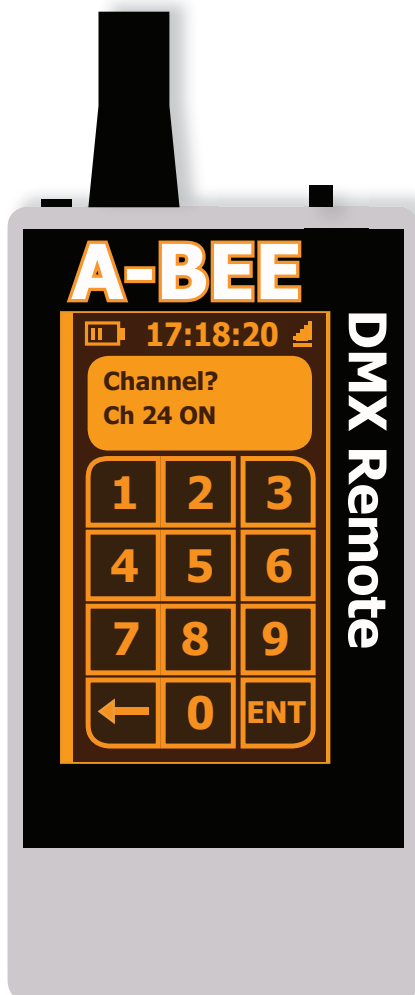 A-BEE
DMX Remote
17:18:20
Channel?
Ch 24 ON
1 2 3
4 5 6
7 8 9
0 ENT